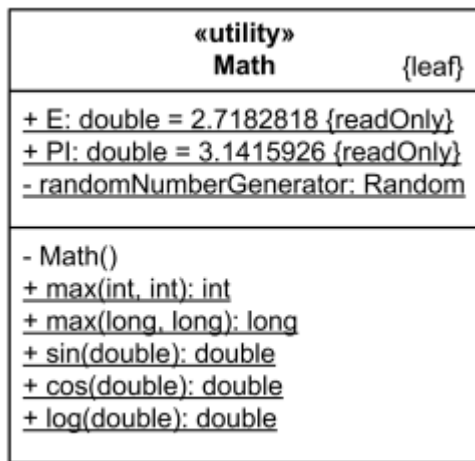 «utility»
Math {leaf}
+ E: double = 2.7182818 {readOnly}
+ PI: double = 3.1415926 {readOnly}
- randomNumberGenerator: Random
- Math()
+ max(int, int): int
+ max(long, long): long
+ sin(double): double
+ cos(double): double
+ log(double): double